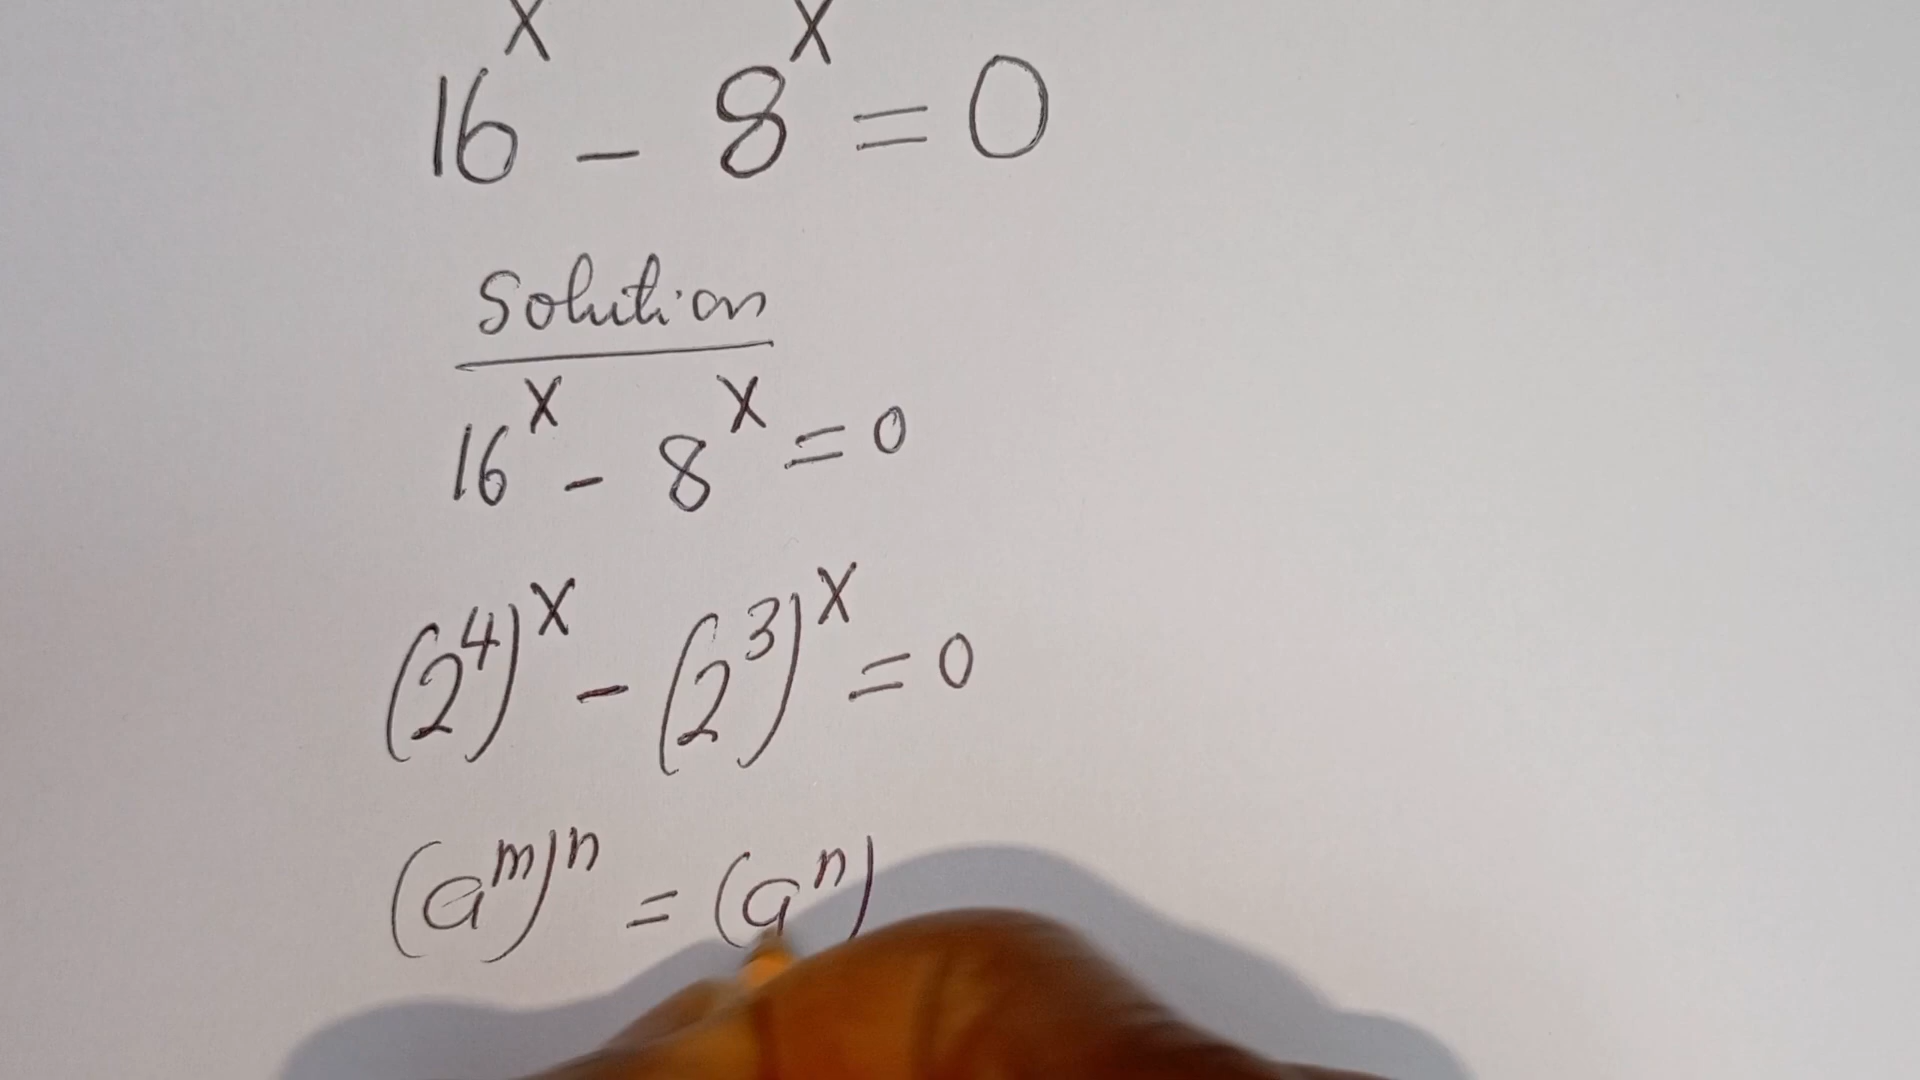 16^x - 8^x = 0
Solution
16^x - 8^x = 0
(2^4)^x - (2^3)^x = 0
(a^m)^n = (a^n)